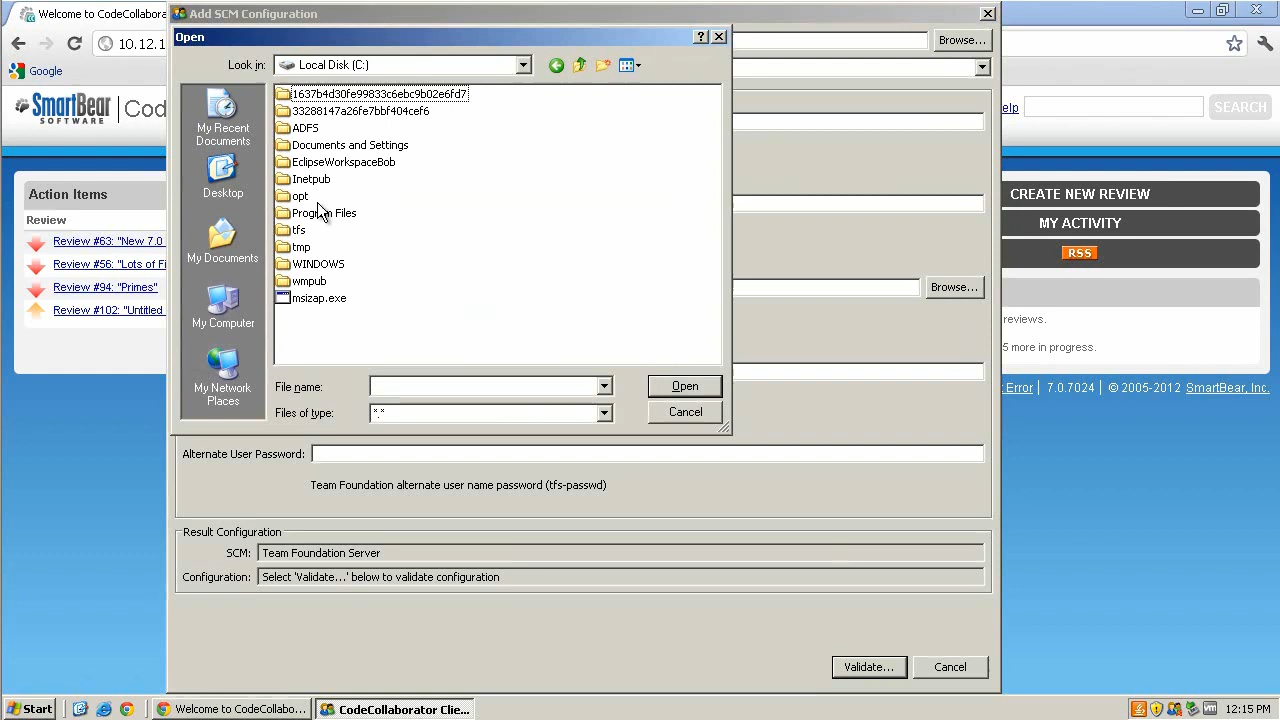 Welcome to CodeCollabo
Add SCM Configuration
Open
Browse...
Look in:
Local Disk (C:)
10.12.1
Google
SMARTBEAR
SOFTWARE
Cod
elp
SEARCH
My Recent
Documents
Desktop
My Documents
My Computer
My Network
Places
1637b4d30fe99833c6ebc9b02e6fd7
33288147a26fe7bbf404cef6
ADFS
Documents and Settings
EclipseWorkspaceBob
Inetpub
opt
Program Files
tfs
tmp
WINDOWS
wmpub
msizap.exe
Action Items
Review
Review #63: "New 7.0
Review #56: "Lots of Fi
Review #94: "Primes"
Review #102: "Untitled
CREATE NEW REVIEW
MY ACTIVITY
RSS
Browse...
reviews.
5 more in progress.
Error
7.0.7024
© 2005-2012 SmartBear, Inc.
File name:
Open
Files of type:
*.*
Cancel
Alternate User Password:
Team Foundation alternate user name password (tfs-passwd)
Result Configuration
SCM:
Team Foundation Server
Configuration:
Select 'Validate...' below to validate configuration
Validate...
Cancel
Start
Welcome to CodeCollabo...
CodeCollaborator Clie...
12:15 PM